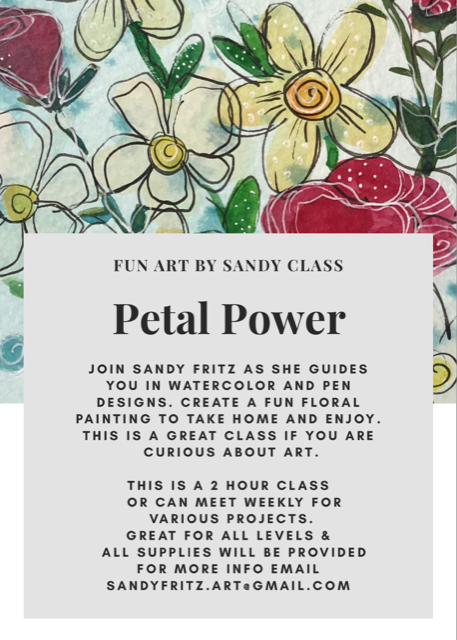 FUN ART BY SANDY CLASS
Petal Power
JOIN SANDY FRITZ AS SHE GUIDES
YOU IN WATERCOLOR AND PEN
DESIGNS. CREATE A FUN FLORAL
PAINTING TO TAKE HOME AND ENJOY.
THIS IS A GREAT CLASS IF YOU ARE
CURIOUS ABOUT ART.
THIS IS A 2 HOUR CLASS
OR CAN MEET WEEKLY FOR
VARIOUS PROJECTS.
GREAT FOR ALL LEVELS &
ALL SUPPLIES WILL BE PROVIDED
FOR MORE INFO EMAIL
SANDYFRITZ.ART@GMAIL.COM